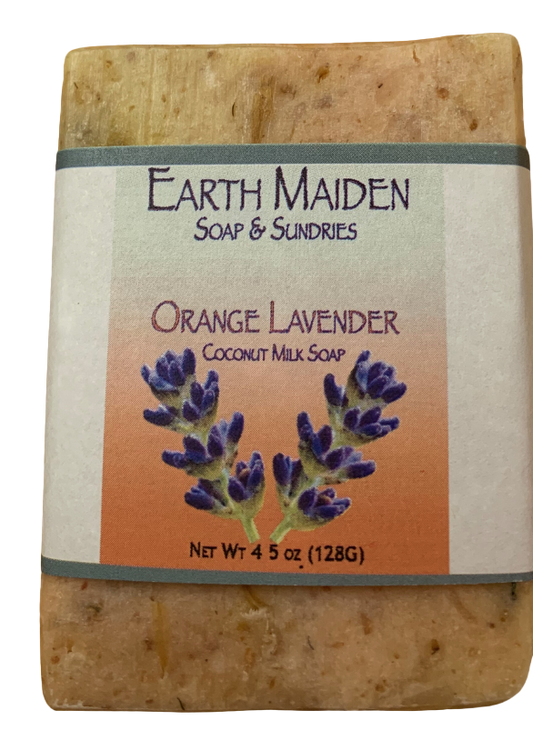 EARTH MAIDEN
SOAP & SUNDRIES
ORANGE LAVENDER
COCONUT MILK SOAP
NET WT 4 5 OZ (128G)